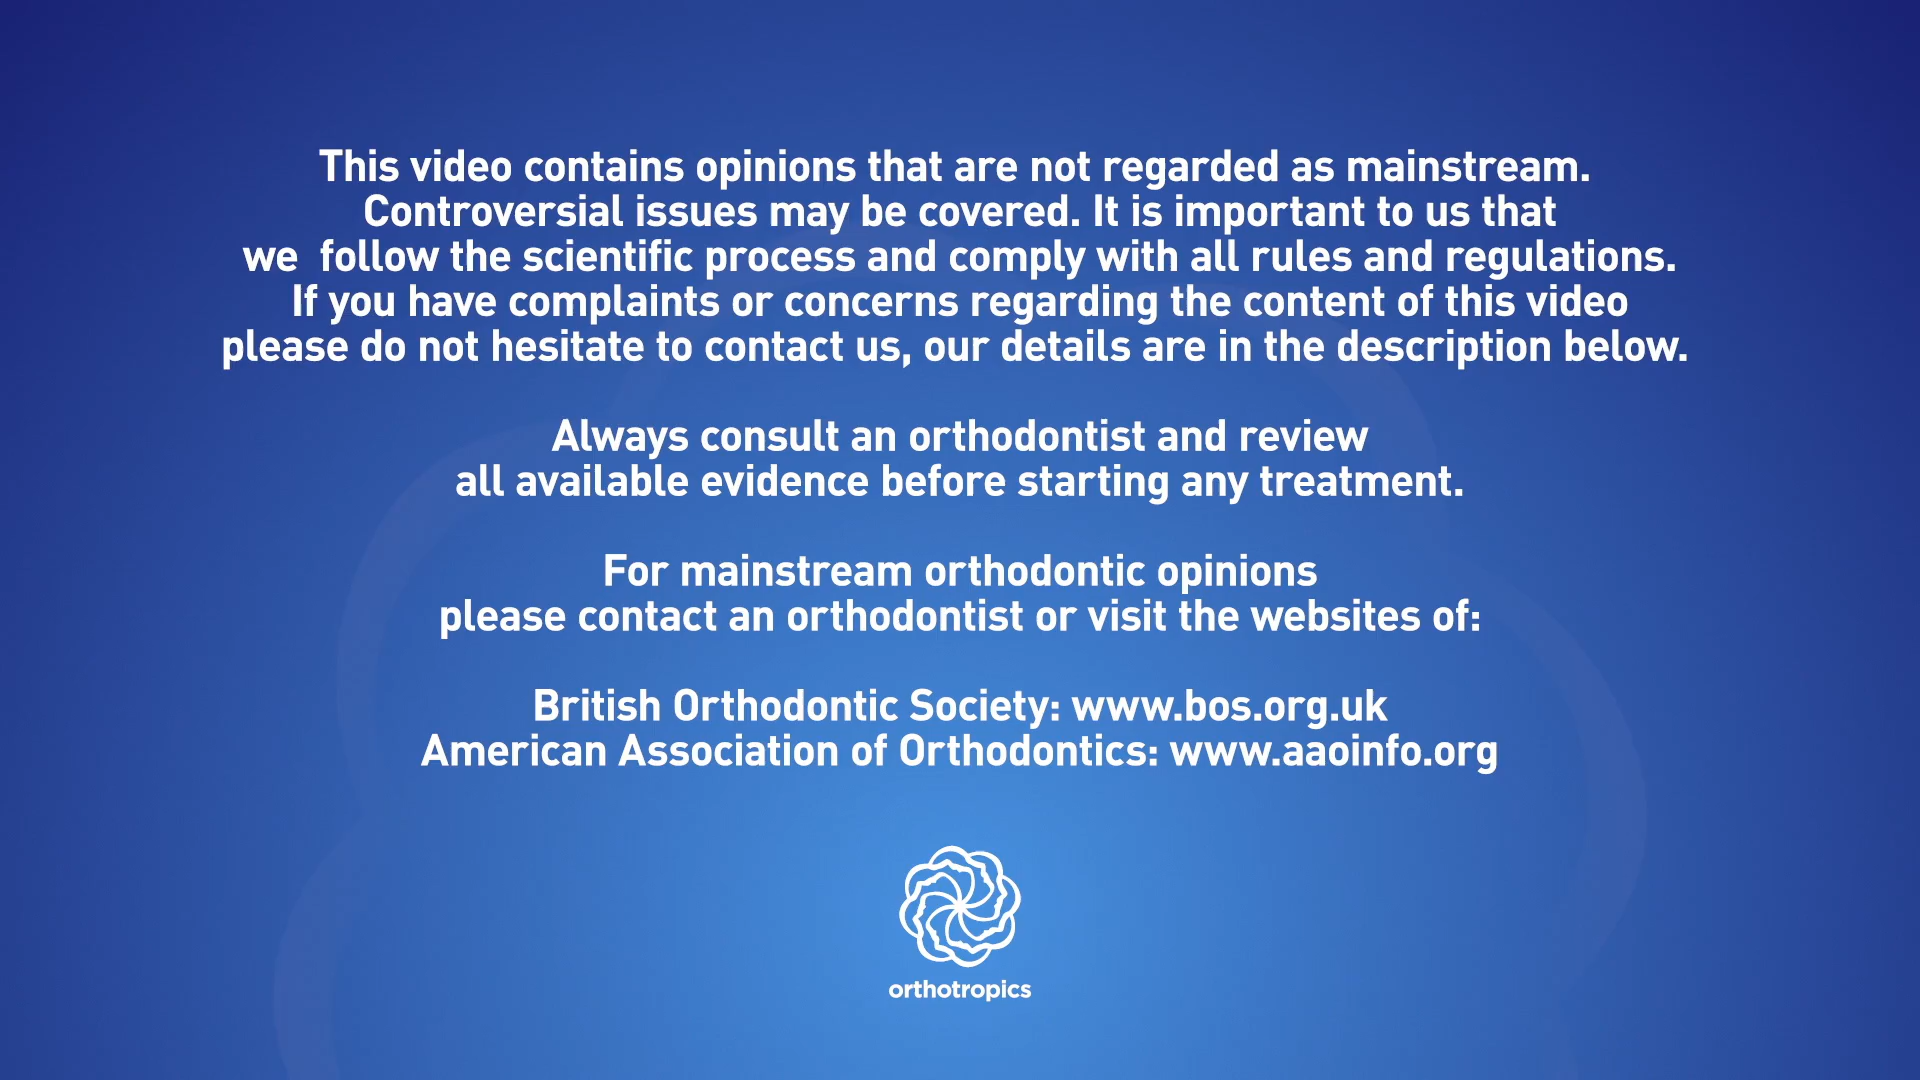 This video contains opinions that are not regarded as mainstream.
Controversial issues may be covered. It is important to us that
we  follow the scientific process and comply with all rules and regulations.
If you have complaints or concerns regarding the content of this video
please do not hesitate to contact us, our details are in the description below.
Always consult an orthodontist and review
all available evidence before starting any treatment.
For mainstream orthodontic opinions
please contact an orthodontist or visit the websites of:
British Orthodontic Society: www.bos.org.uk
American Association of Orthodontics: www.aaoinfo.org
orthotropics